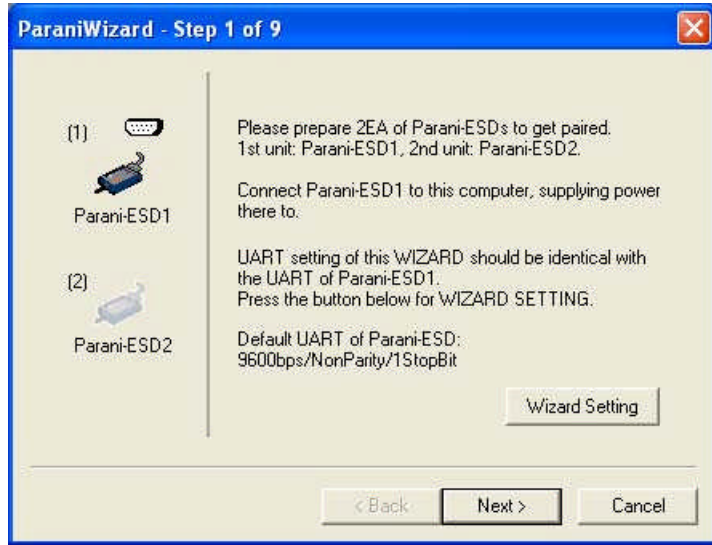 ParaniWizard - Step 1 of 9
(1)
Parani-ESD1
(2)
Parani-ESD2
Please prepare 2EA of Parani-ESDs to get paired.
1st unit: Parani-ESD1, 2nd unit: Parani-ESD2.
Connect Parani-ESD1 to this computer, supplying power
there to.
UART setting of this WIZARD should be identical with
the UART of Parani-ESD1.
Press the button below for WIZARD SETTING.
Default UART of Parani-ESD:
9600bps/NonParity/1StopBit
Wizard Setting
< Back
Next >
Cancel